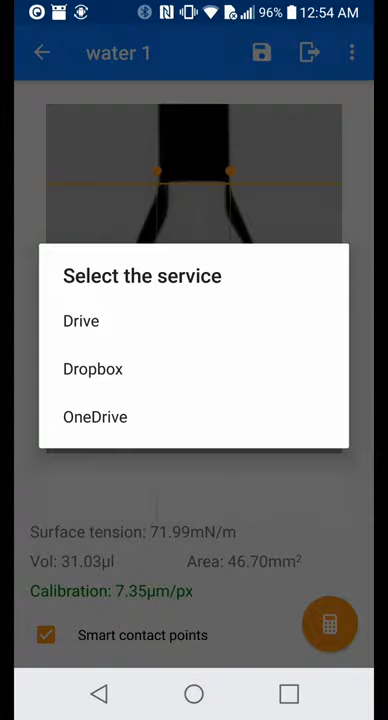 96% 12:54 AM
water 1
Select the service
Drive
Dropbox
OneDrive
Surface tension: 71.99mN/m
Vol: 31.03µl Area: 46.70mm²
Calibration: 7.35µm/px
Smart contact points